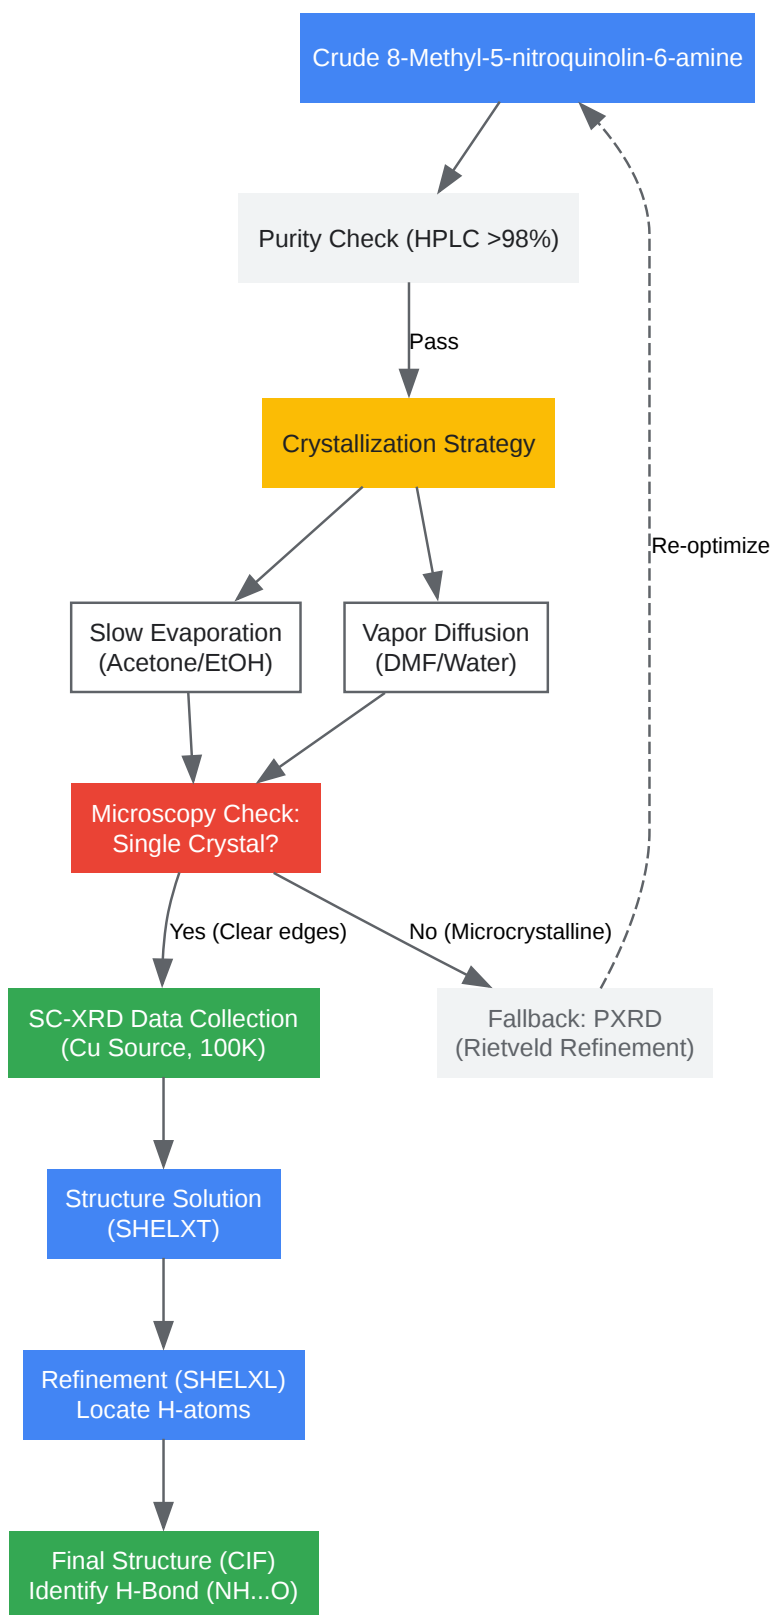 Crude 8-Methyl-5-nitroquinolin-6-amine
Purity Check (HPLC >98%)
Pass
Crystallization Strategy
Re-optimize
Slow Evaporation
(Acetone/EtOH)
Vapor Diffusion
(DMF/Water)
Microscopy Check:
Single Crystal?
Yes (Clear edges)
No (Microcrystalline)
SC-XRD Data Collection
(Cu Source, 100K)
Fallback: PXRD
(Rietveld Refinement)
Structure Solution
(SHELXT)
Refinement (SHELXL)
Locate H-atoms
Final Structure (CIF)
Identify H-Bond (NH...O)